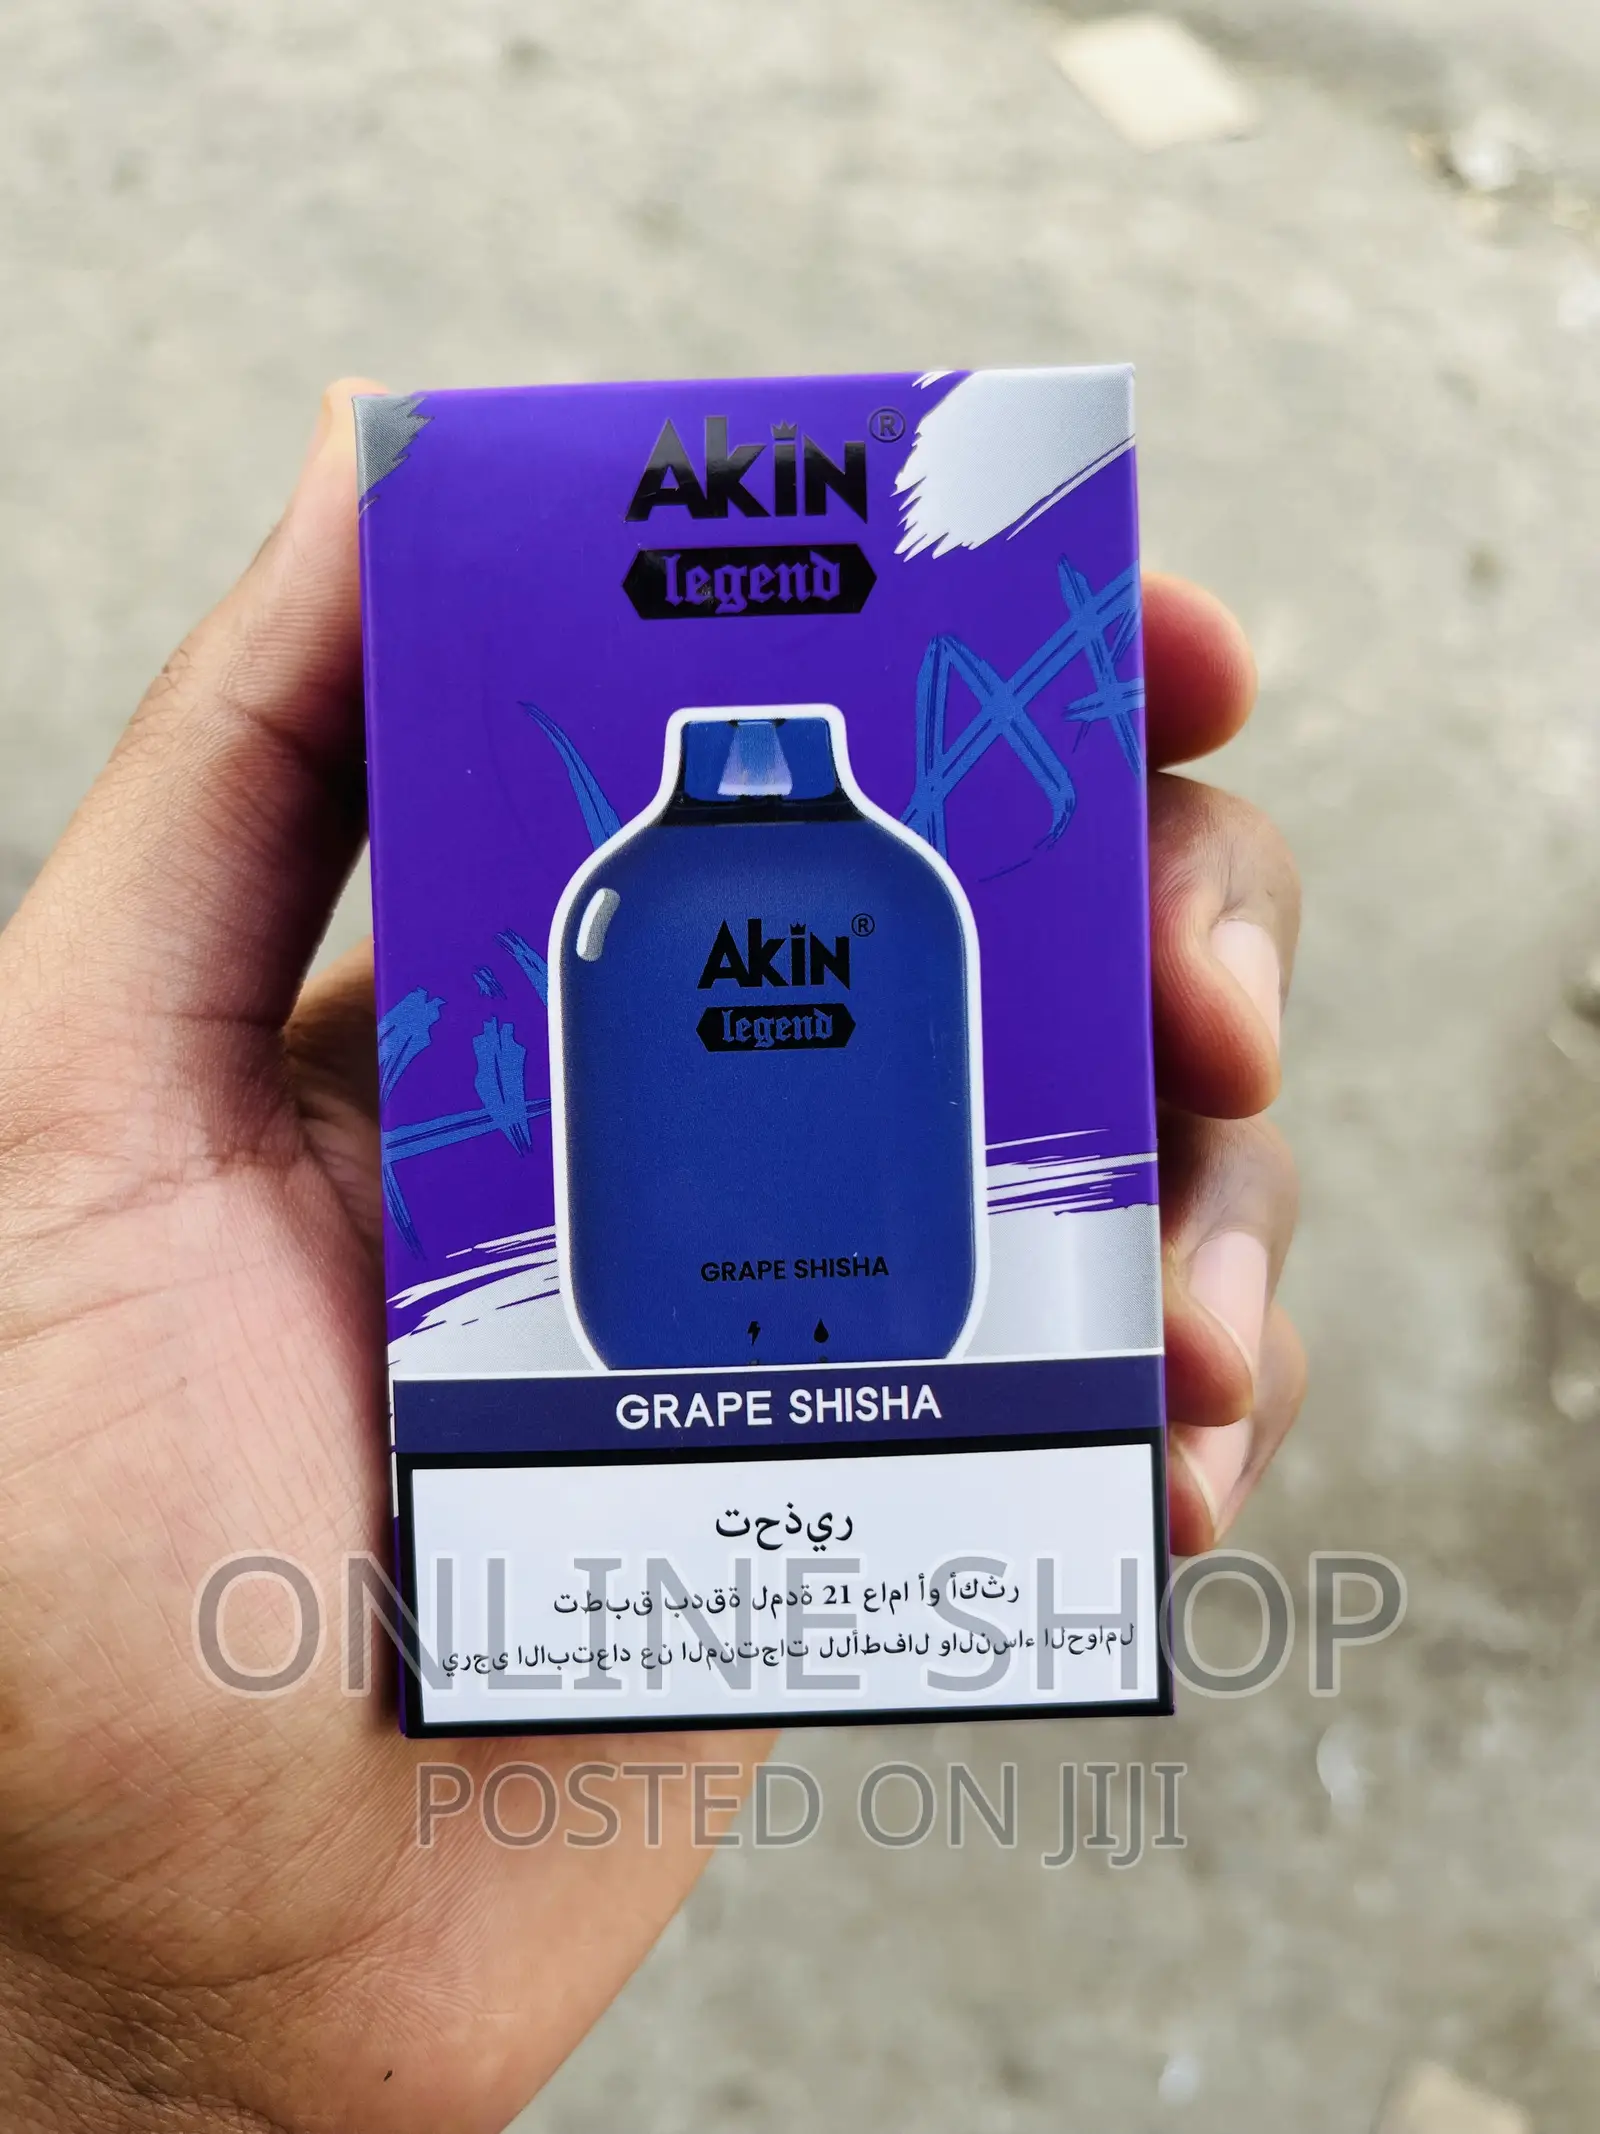 AKIN®
legend
AKIN®
legend
GRAPE SHISHA
GRAPE SHISHA
تحذير
تطبق بدقة لمدة 21 عاما أو أكثر
يرجى الابتعاد عن المنتجات للأطفال والنساء الحوامل
ONLINE SHOP
POSTED ON JIJI